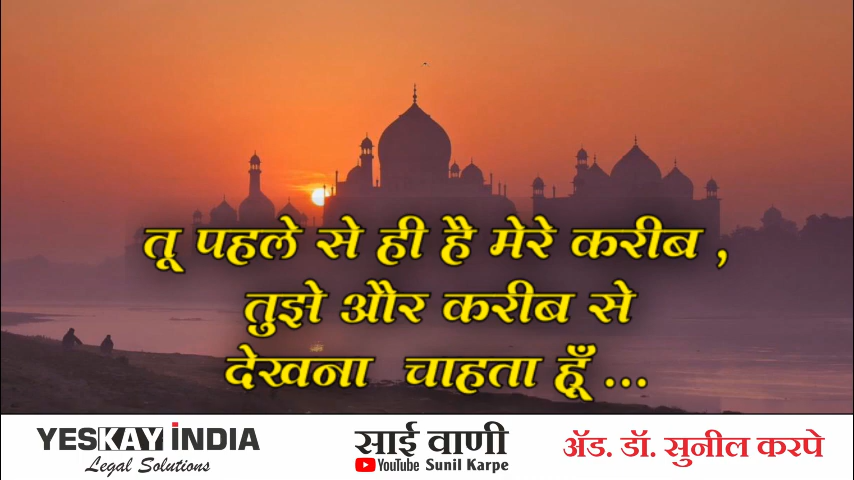 तू पहले से ही है मेरे करीब ,
तुझे और करीब से
देखना चाहता हूँ ...
YESKAY INDIA
Legal Solutions
साई वाणी
YouTube Sunil Karpe
ॲड. डॉ. सुनील करपे